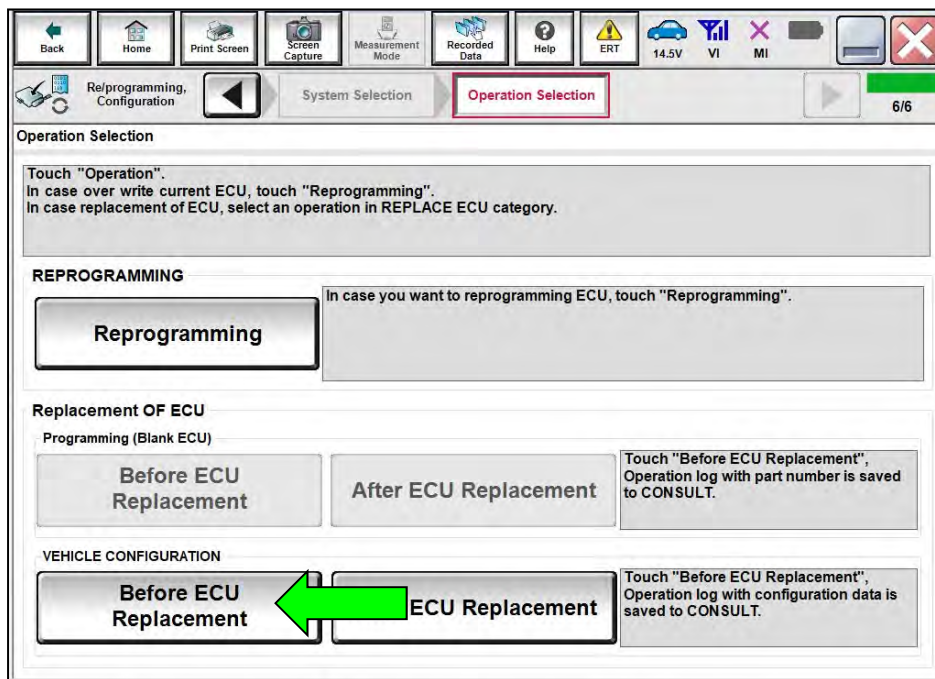 Back
Home
Print Screen
Screen
Capture
Measurement
Mode
Recorded
Data
Help
ERT
14.5V
VI
MI
Re/programming,
Configuration
System Selection
Operation Selection
6/6
Operation Selection
Touch "Operation".
In case over write current ECU, touch "Reprogramming".
In case replacement of ECU, select an operation in REPLACE ECU category.
REPROGRAMMING
Reprogramming
In case you want to reprogramming ECU, touch "Reprogramming".
Replacement OF ECU
Programming (Blank ECU)
Before ECU
Replacement
After ECU Replacement
Touch "Before ECU Replacement",
Operation log with part number is saved
to CONSULT.
VEHICLE CONFIGURATION
Before ECU
Replacement
ECU Replacement
Touch "Before ECU Replacement",
Operation log with configuration data is
saved to CONSULT.